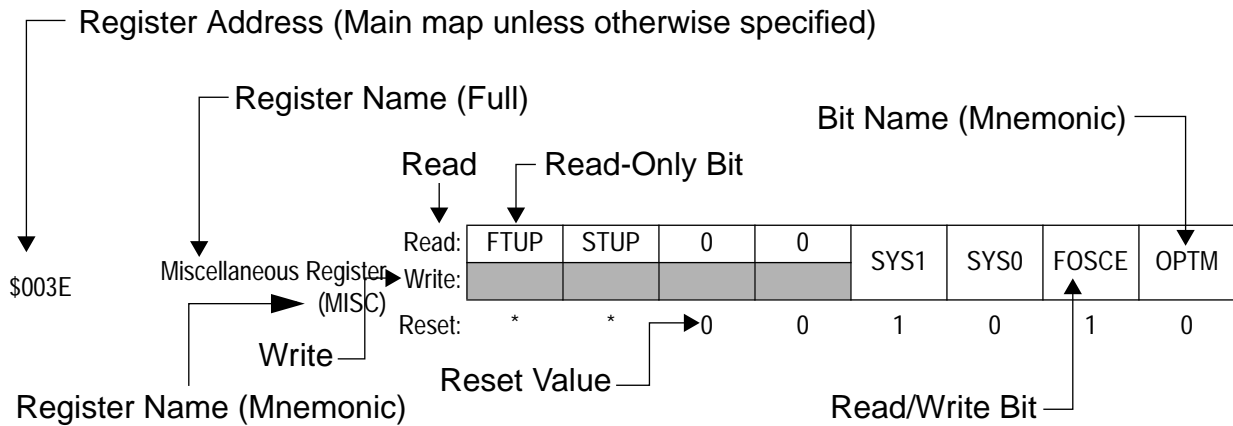 Register Address (Main map unless otherwise specified)
Register Name (Full)
Bit Name (Mnemonic)
Read
Read-Only Bit
Read: FTUP STUP 0 0 SYS1 SYS0 FOSCE OPTM
$003E
Miscellaneous Register
(MISC)
Write:
Reset: * * 0 0 1 0 1 0
Write
Reset Value
Register Name (Mnemonic)
Read/Write Bit